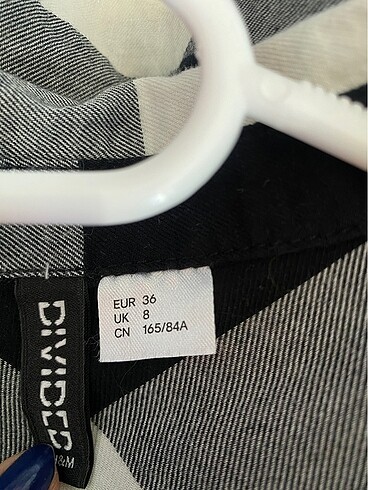 EUR 36
UK 8
CN 165/84A
DIVIDED
&M